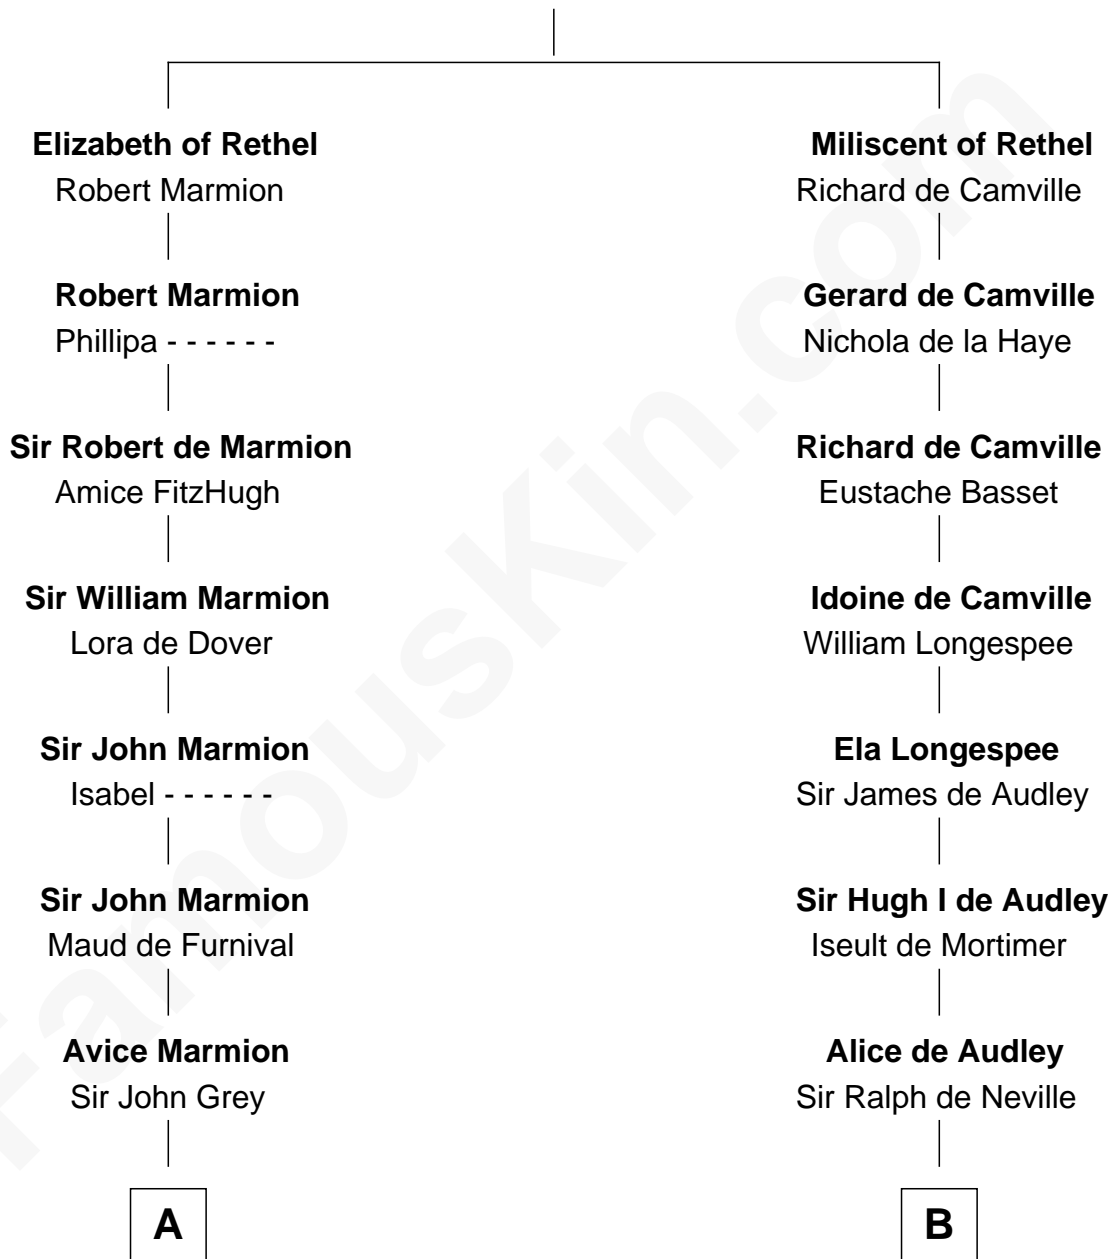 Elizabeth of Rethel
Robert Marmion
Robert Marmion
Phillipa - - - - - -
Sir Robert de Marmion
Amice FitzHugh
Sir William Marmion
Lora de Dover
Sir John Marmion
Isabel - - - - - -
Sir John Marmion
Maud de Furnival
Avice Marmion
Sir John Grey
A
Miliscent of Rethel
Richard de Camville
Gerard de Camville
Nichola de la Haye
Richard de Camville
Eustache Basset
Idoine de Camville
William Longespee
Ela Longespee
Sir James de Audley
Sir Hugh I de Audley
Iseult de Mortimer
Alice de Audley
Sir Ralph de Neville
B
FamousKin.com